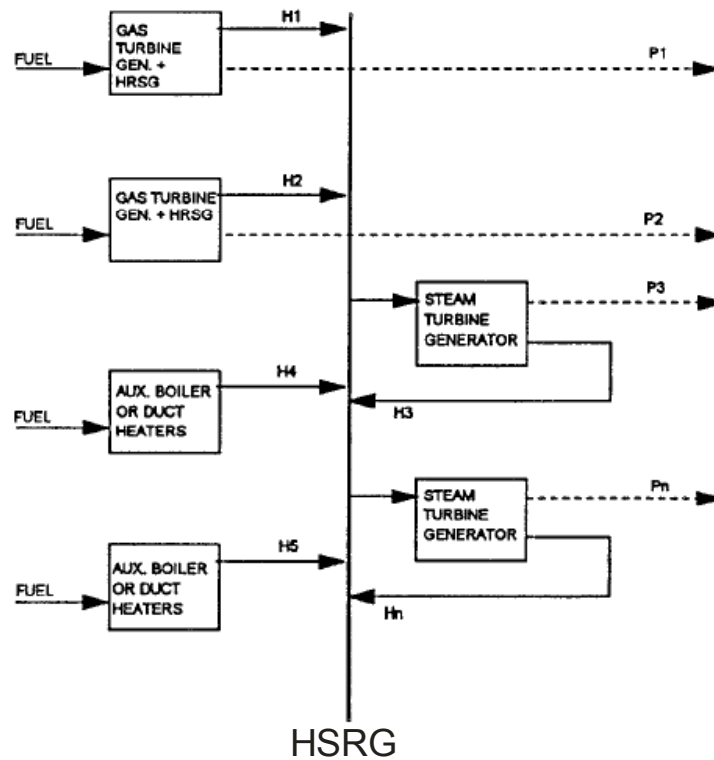 GAS
TURBINE
GEN. +
HRSG
H1
FUEL
P1
GAS TURBINE
GEN. + HRSG
H2
FUEL
P2
STEAM
TURBINE
GENERATOR
P3
H3
AUX. BOILER
OR DUCT
HEATERS
H4
FUEL
STEAM
TURBINE
GENERATOR
Pn
Hn
AUX. BOILER
OR DUCT
HEATERS
H5
FUEL
HSRG